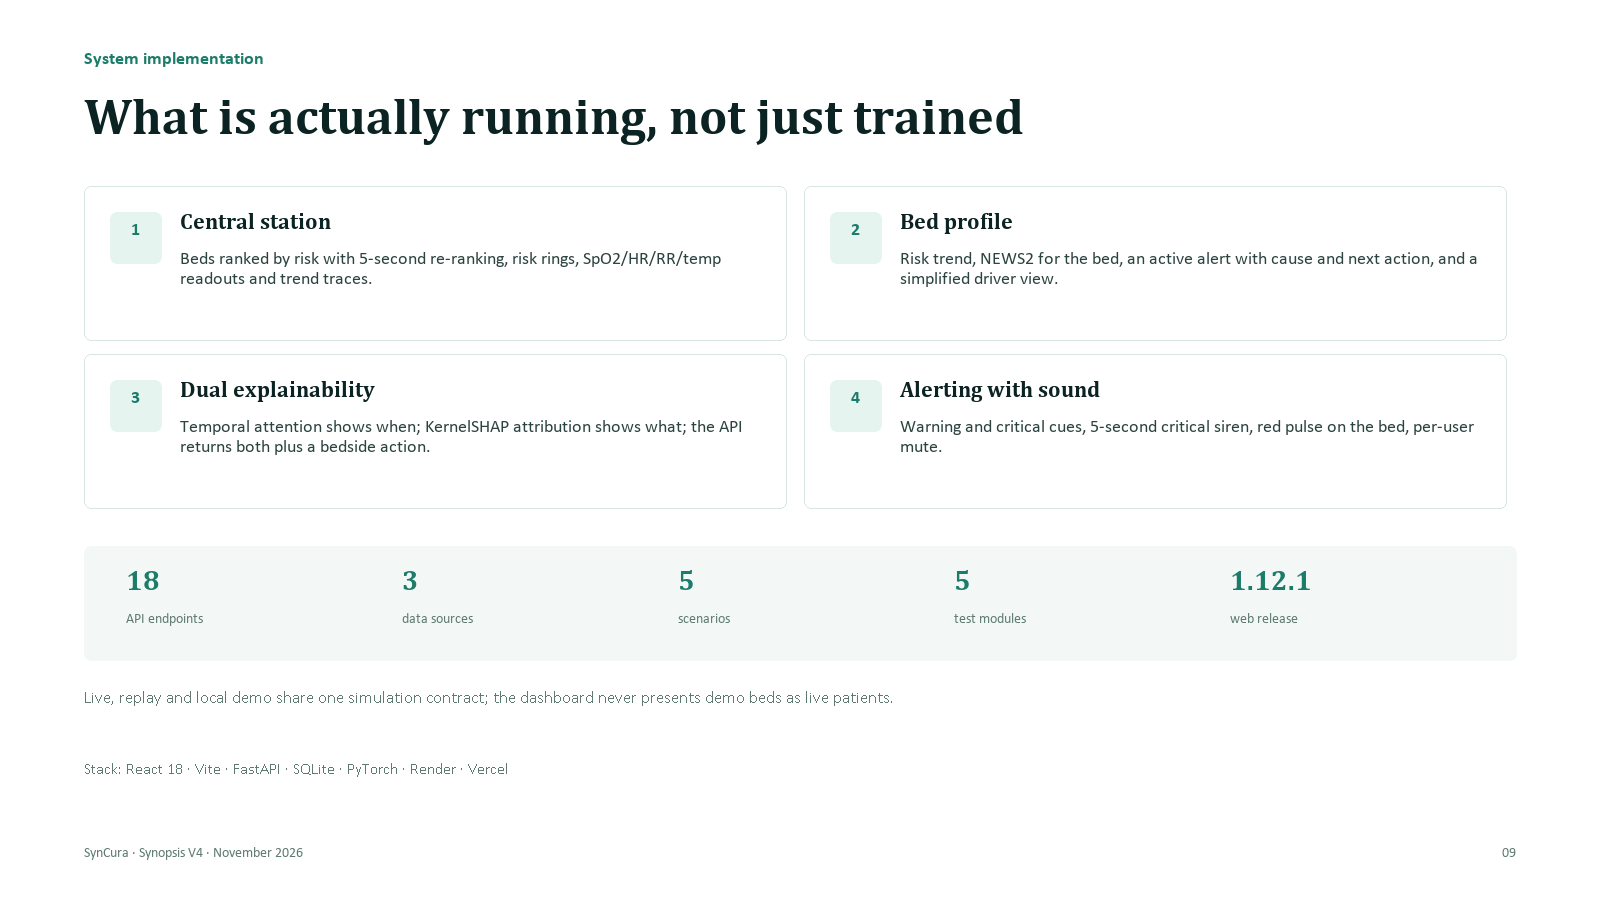 System implementation
What is actually running, not just trained
1
Central station
Beds ranked by risk with 5-second re-ranking, risk rings, SpO2/HR/RR/temp
readouts and trend traces.
2
Bed profile
Risk trend, NEWS2 for the bed, an active alert with cause and next action, and a
simplified driver view.
3
Dual explainability
Temporal attention shows when; KernelSHAP attribution shows what; the API
returns both plus a bedside action.
4
Alerting with sound
Warning and critical cues, 5-second critical siren, red pulse on the bed, per-user
mute.
18
API endpoints
3
data sources
5
scenarios
5
test modules
1.12.1
web release
Live, replay and local demo share one simulation contract; the dashboard never presents demo beds as live patients.
Stack: React 18 · Vite · FastAPI · SQLite · PyTorch · Render · Vercel
SynCura · Synopsis V4 · November 2026
09